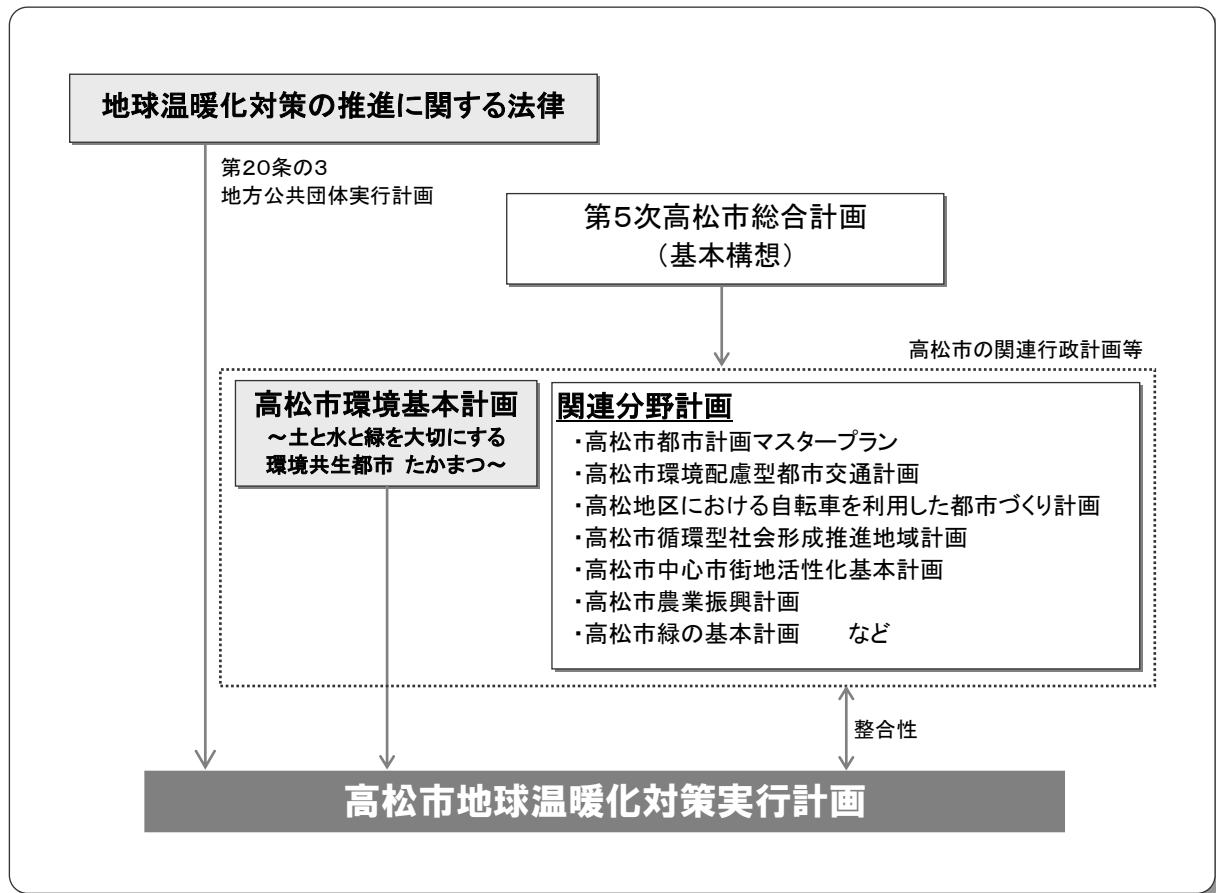 地球温暖化対策の推進に関する法律
第20条の3
地方公共団体実行計画
第5次高松市総合計画
（基本構想）
高松市の関連行政計画等
高松市環境基本計画
～土と水と緑を大切にする
環境共生都市 たかまつ～
関連分野計画
・高松市都市計画マスタープラン
・高松市環境配慮型都市交通計画
・高松地区における自転車を利用した都市づくり計画
・高松市循環型社会形成推進地域計画
・高松市中心市街地活性化基本計画
・高松市農業振興計画
・高松市緑の基本計画　　など
整合性
高松市地球温暖化対策実行計画